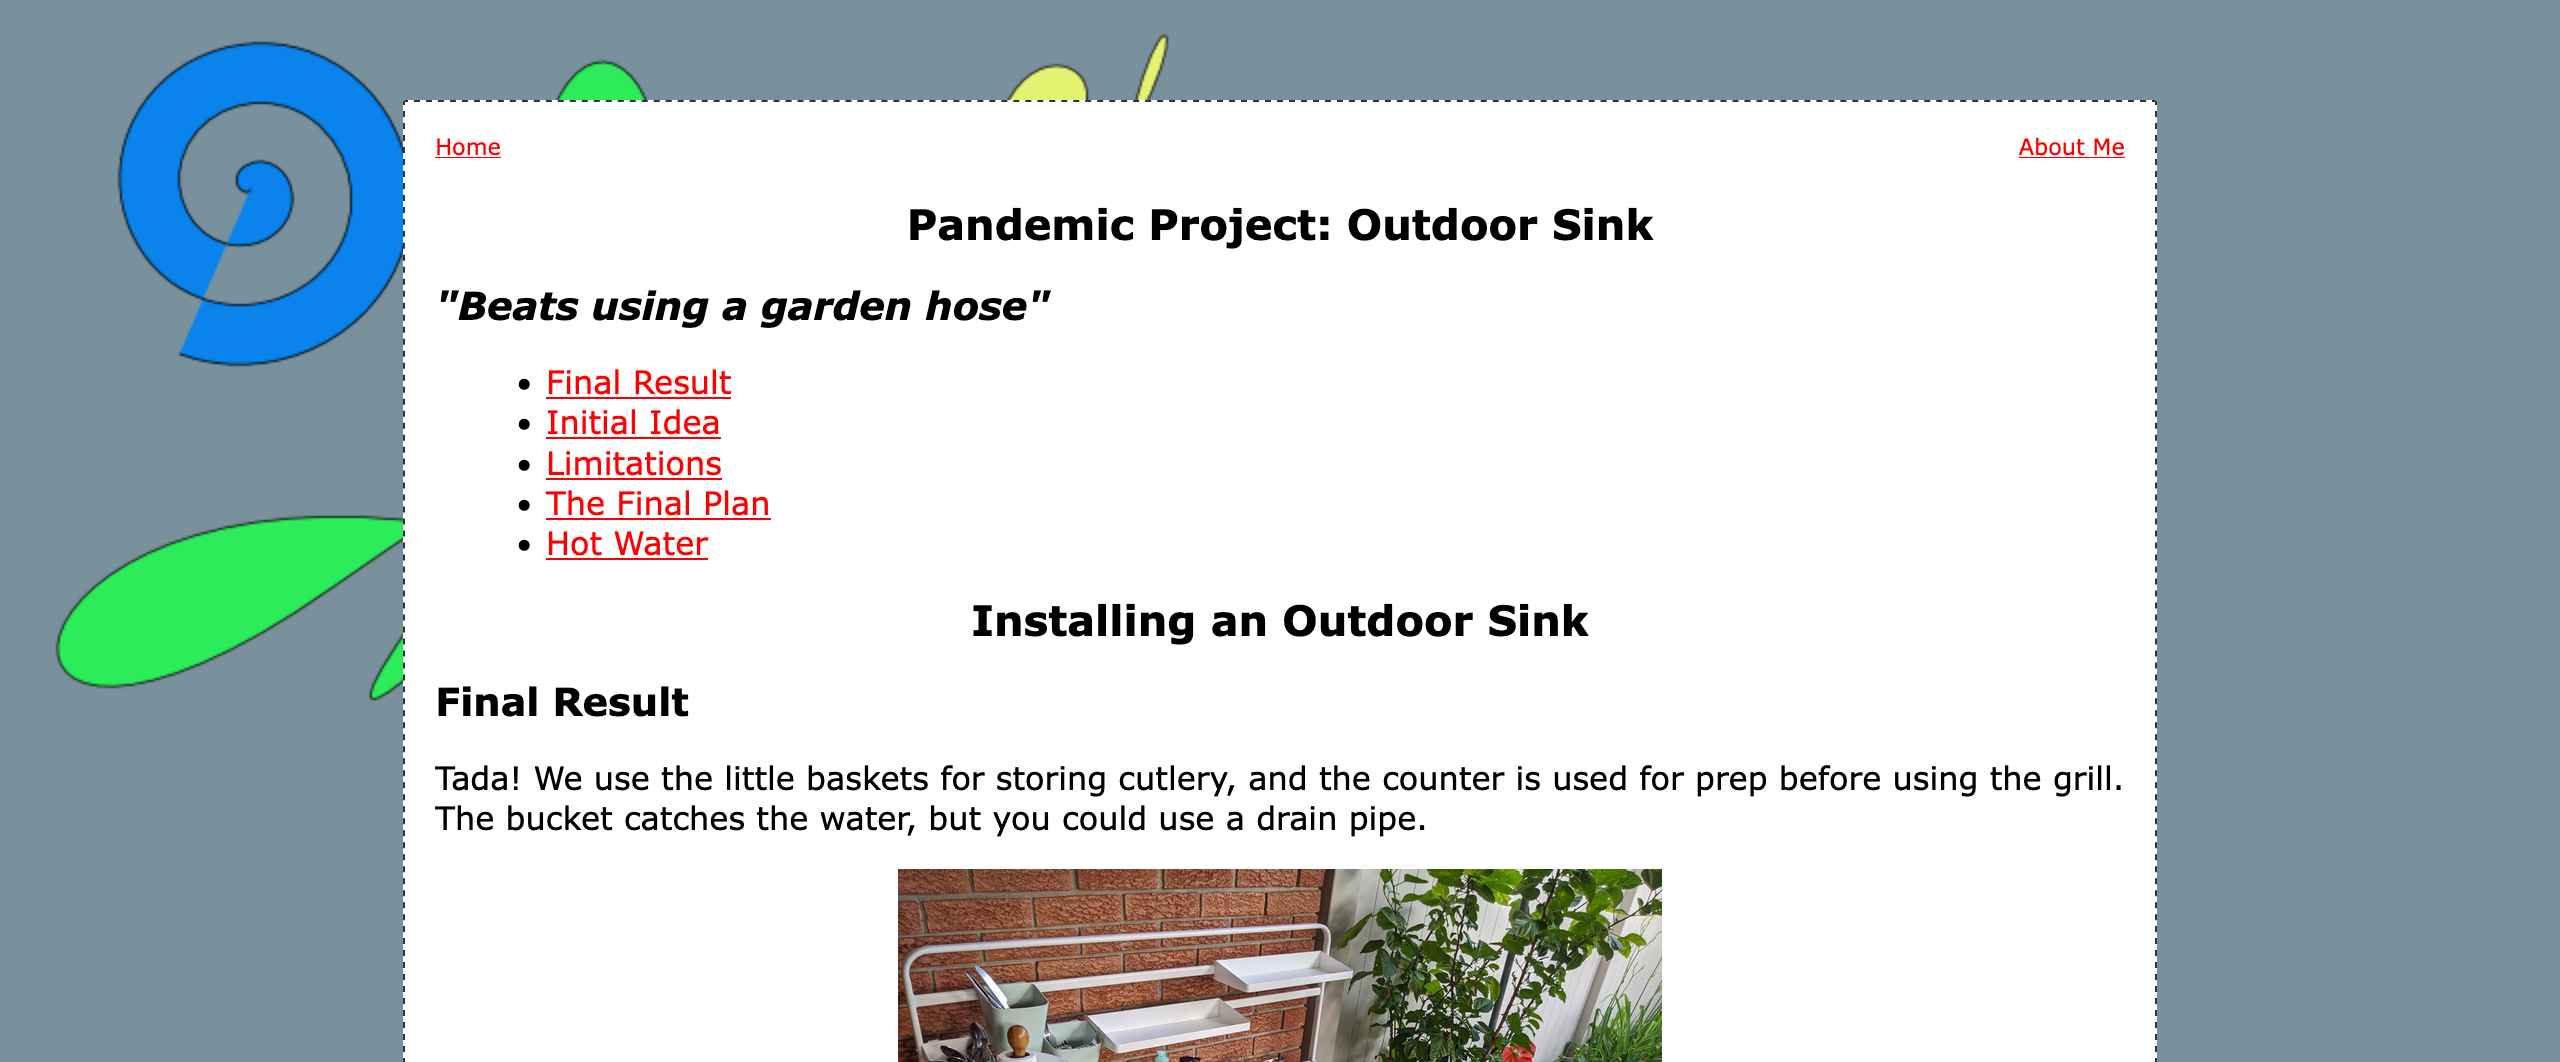 Home
About Me
Pandemic Project: Outdoor Sink
"Beats using a garden hose"
Final Result
Initial Idea
Limitations
The Final Plan
Hot Water
Installing an Outdoor Sink
Final Result
Tada! We use the little baskets for storing cutlery, and the counter is used for prep before using the grill.
The bucket catches the water, but you could use a drain pipe.